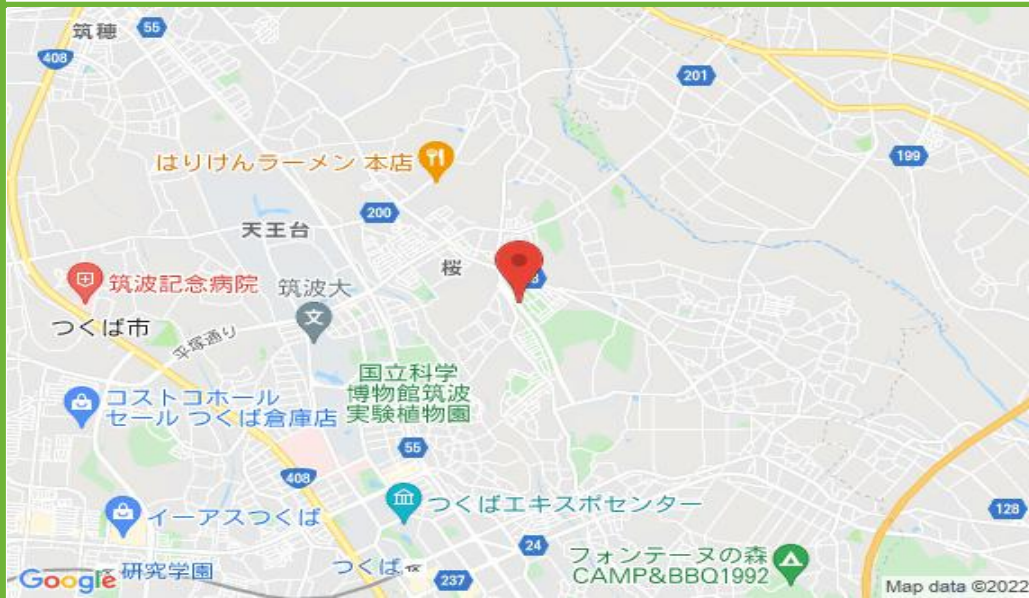 筑穂
55
408
201
はりけんラーメン 本店
199
200
天王台
桜
筑波記念病院
筑波大
つくば市
平塚通り
国立科学
博物館筑波
実験植物園
コストコホール
セール つくば倉庫店
55
408
つくばエキスポセンター
イーアスつくば
128
24
フォンテーヌの森
CAMP&BBQ1992
Google
研究学園
つくば
237
Map data ©2022